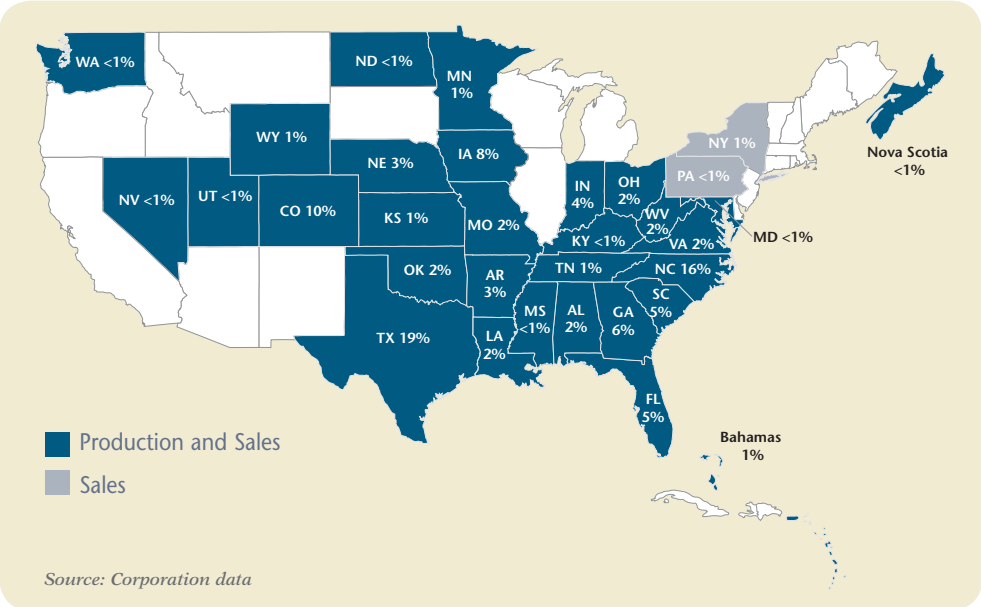 WA <1%
ND <1%
MN
1%
WY 1%
IA 8%
NE 3%
NV <1%
UT <1%
CO 10%
KS 1%
MO 2%
IN
4%
OH
2%
NY 1%
PA <1%
Nova Scotia
<1%
WV
2%
KY <1%
VA 2%
MD <1%
OK 2%
AR
3%
TN 1%
NC 16%
SC
5%
MS
<1%
AL
2%
GA
6%
TX 19%
LA
2%
FL
5%
Bahamas
1%
Production and Sales
Sales
Source: Corporation data